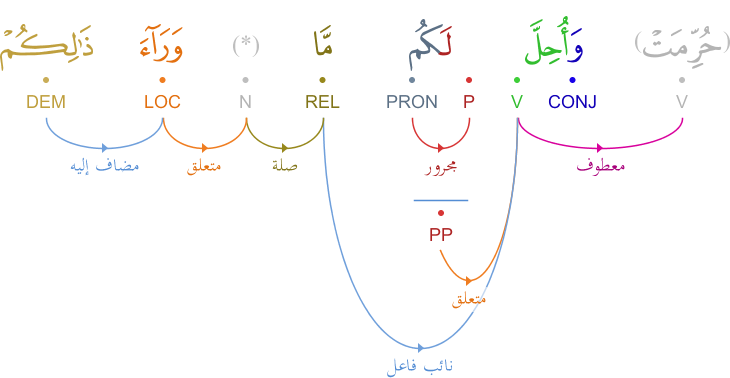 (حُرِّمَتْ) وَأُحِلَّ لَكُم مَّا (*) وَرَآءَ ذَٰلِكُمْ
V CONJ V P PRON REL N LOC DEM
معطوف مجرور صلة متعلق مضاف إليه
PP
متعلق
نائب فاعل